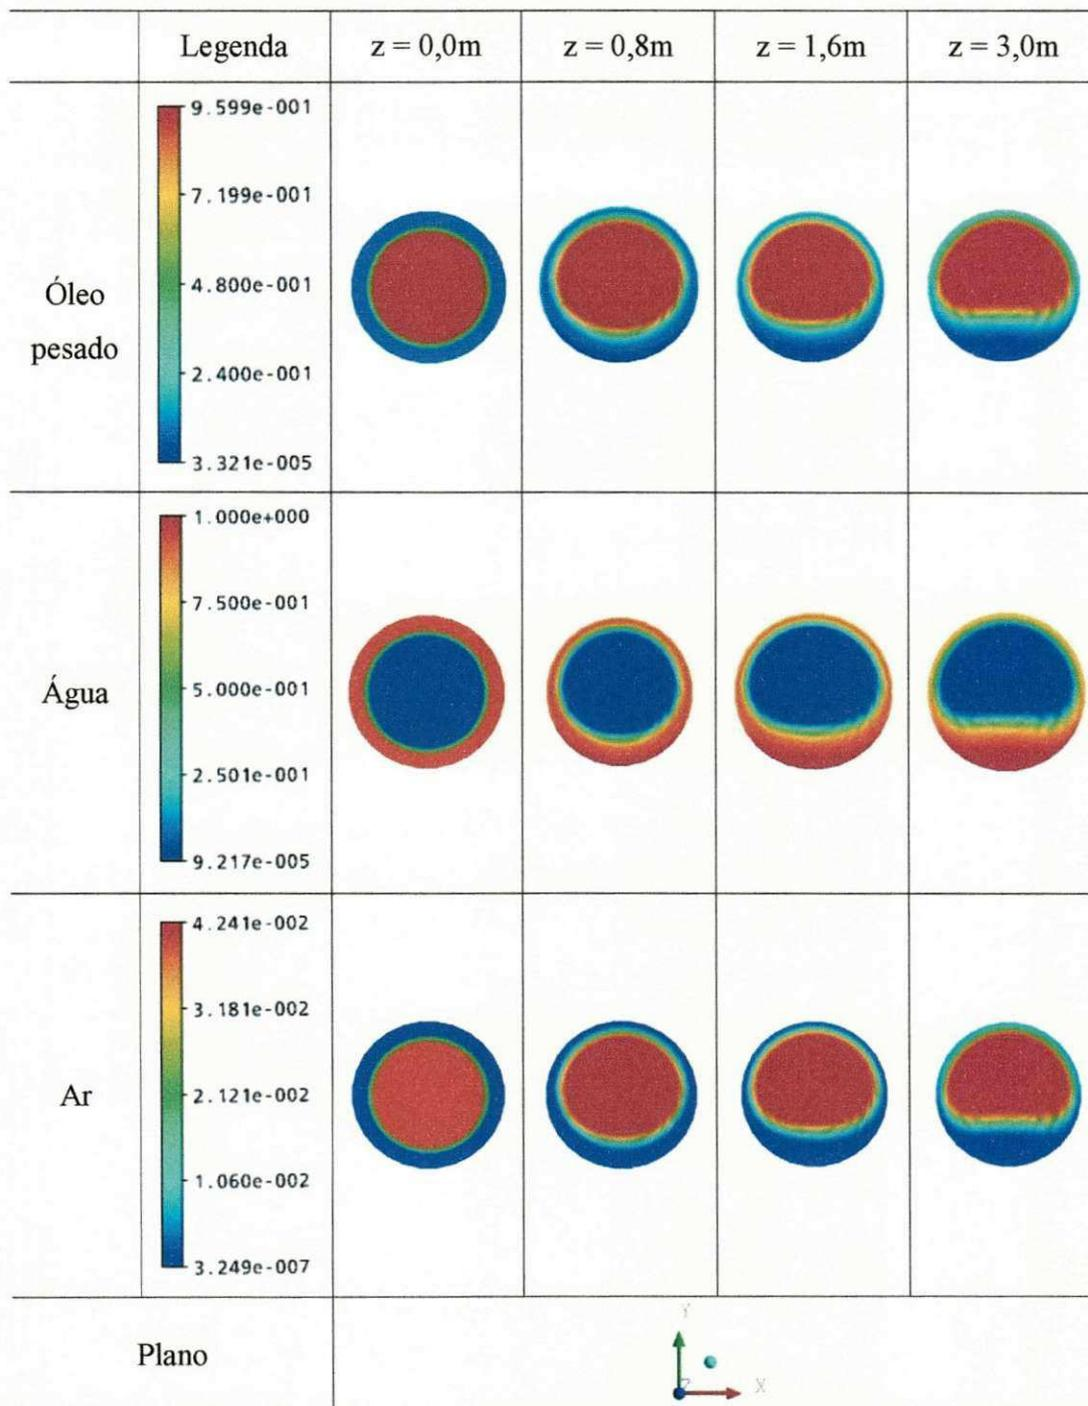 Legenda z = 0,0m z = 0,8m z = 1,6m z = 3,0m
Óleo
pesado
9.599e-001
7.199e-001
4.800e-001
2.400e-001
3.321e-005
Água
1.000e+000
7.500e-001
5.000e-001
2.501e-001
9.217e-005
Ar
4.241e-002
3.181e-002
2.121e-002
1.060e-002
3.249e-007
Plano
Y
Z
X